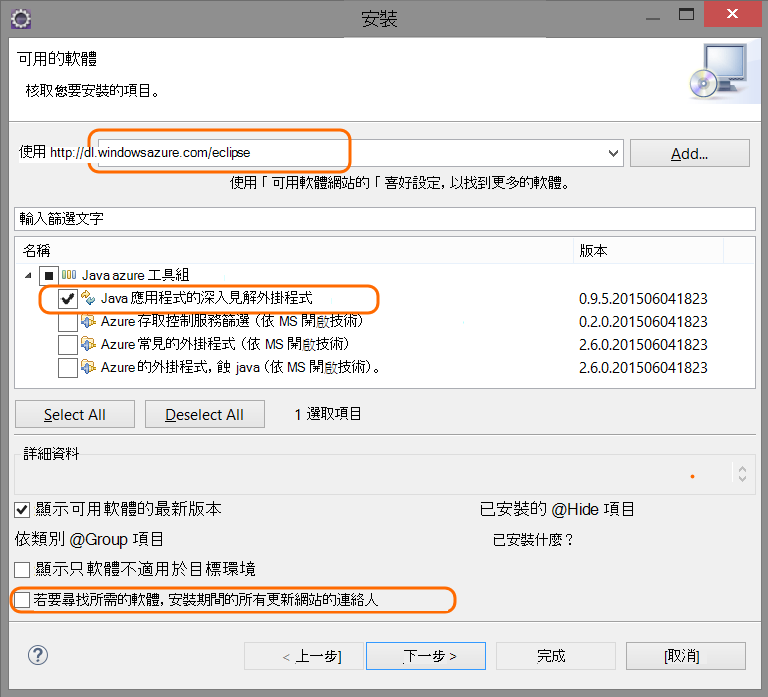 安裝
可用的軟體
核取您要安裝的項目。
使用 http://dl.windowsazure.com/eclipse
Add...
使用「可用軟體網站的「喜好設定, 以找到更多的軟體。
輸入篩選文字
名稱 版本
Java azure 工具組
Java 應用程式的深入見解外掛程式 0.9.5.201506041823
Azure 存取控制服務篩選 (依 MS 開啟技術) 0.2.0.201506041823
Azure 常見的外掛程式 (依 MS 開啟技術) 2.6.0.201506041823
Azure 的外掛程式, 蝕 java (依 MS 開啟技術)。 2.6.0.201506041823
Select All Deselect All 1 選取項目
詳細資料
顯示可用軟體的最新版本 已安裝的 @Hide 項目
依類別 @Group 項目 已安裝什麼?
顯示只軟體不適用於目標環境
若要尋找所需的軟體, 安裝期間的所有更新網站的連絡人
< 上一步] 下一步 > 完成 [取消]